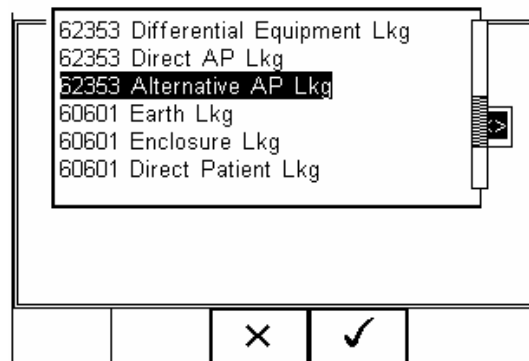 62353 Differential Equipment Lkg
62353 Direct AP Lkg
62353 Alternative AP Lkg
60601 Earth Lkg
60601 Enclosure Lkg
60601 Direct Patient Lkg